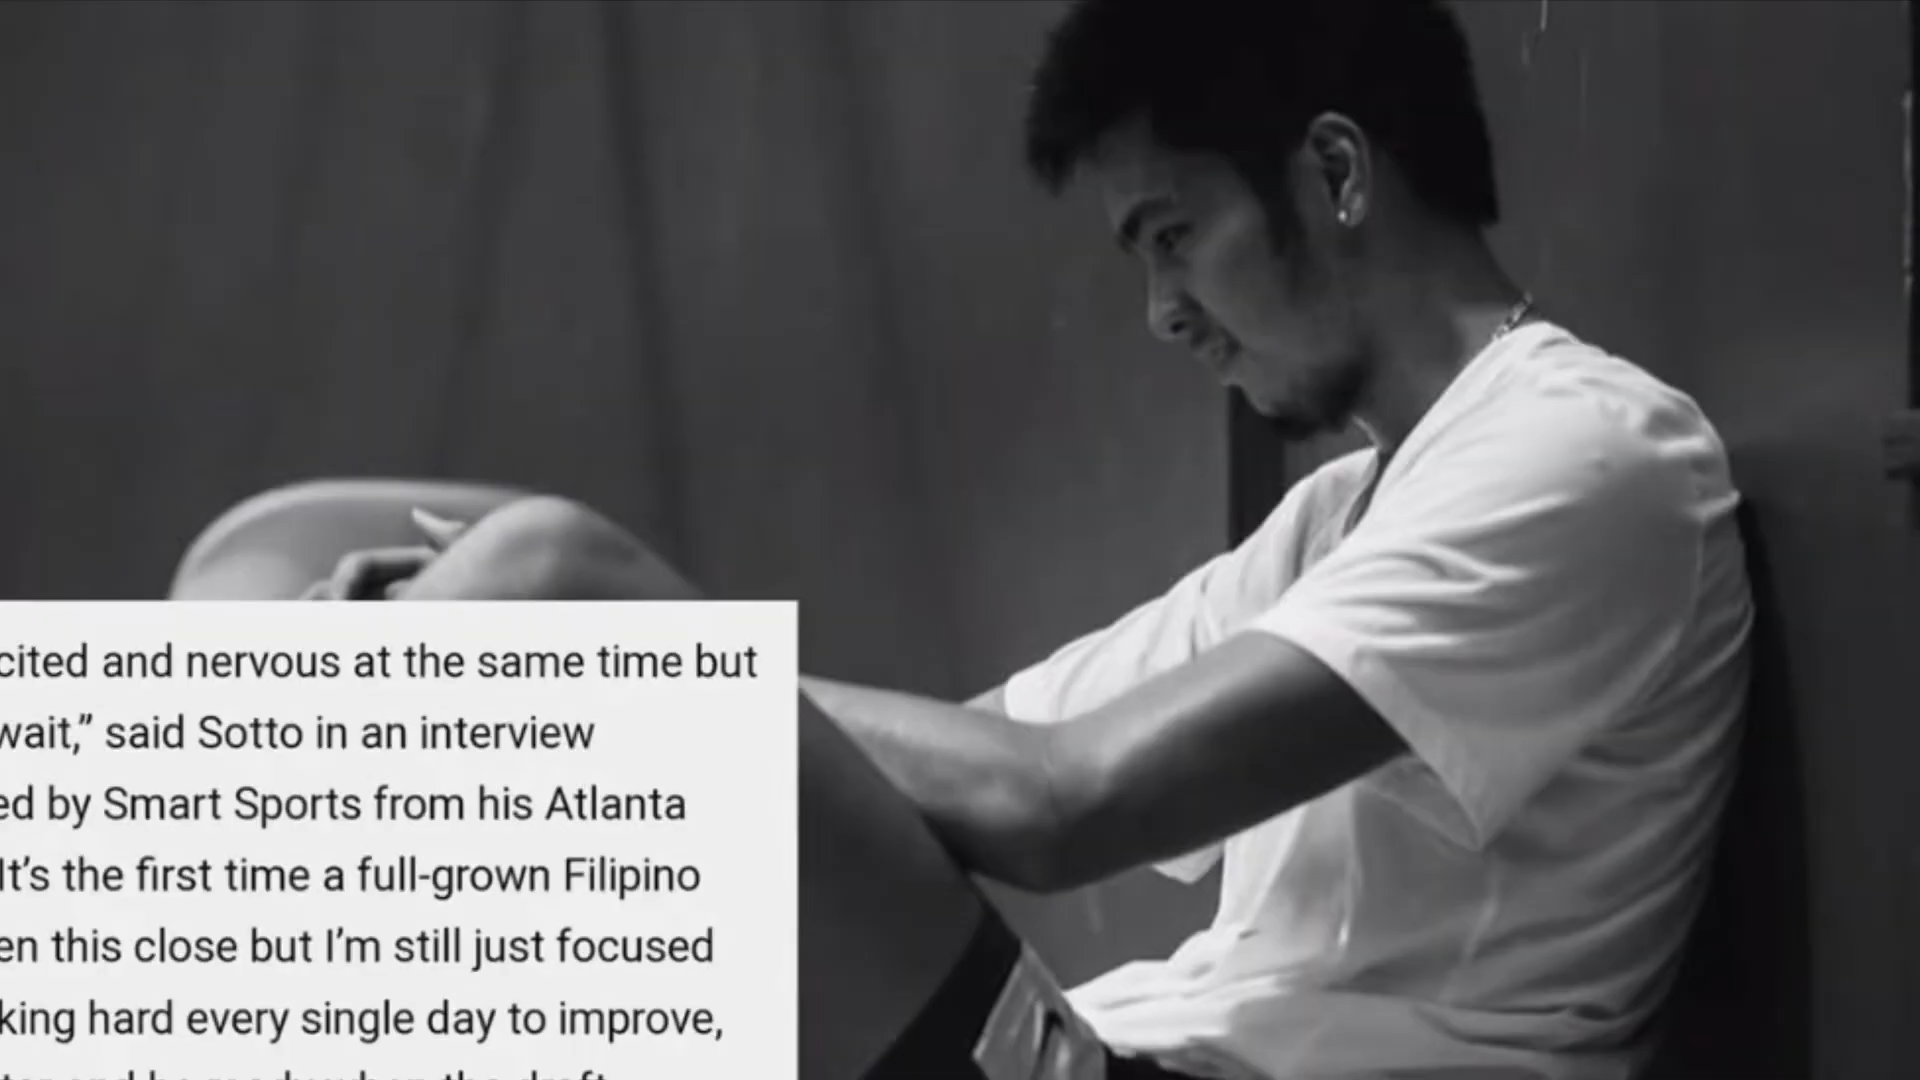 cited and nervous at the same time but
wait,” said Sotto in an interview
ed by Smart Sports from his Atlanta
It’s the first time a full-grown Filipino
en this close but I’m still just focused
king hard every single day to improve,